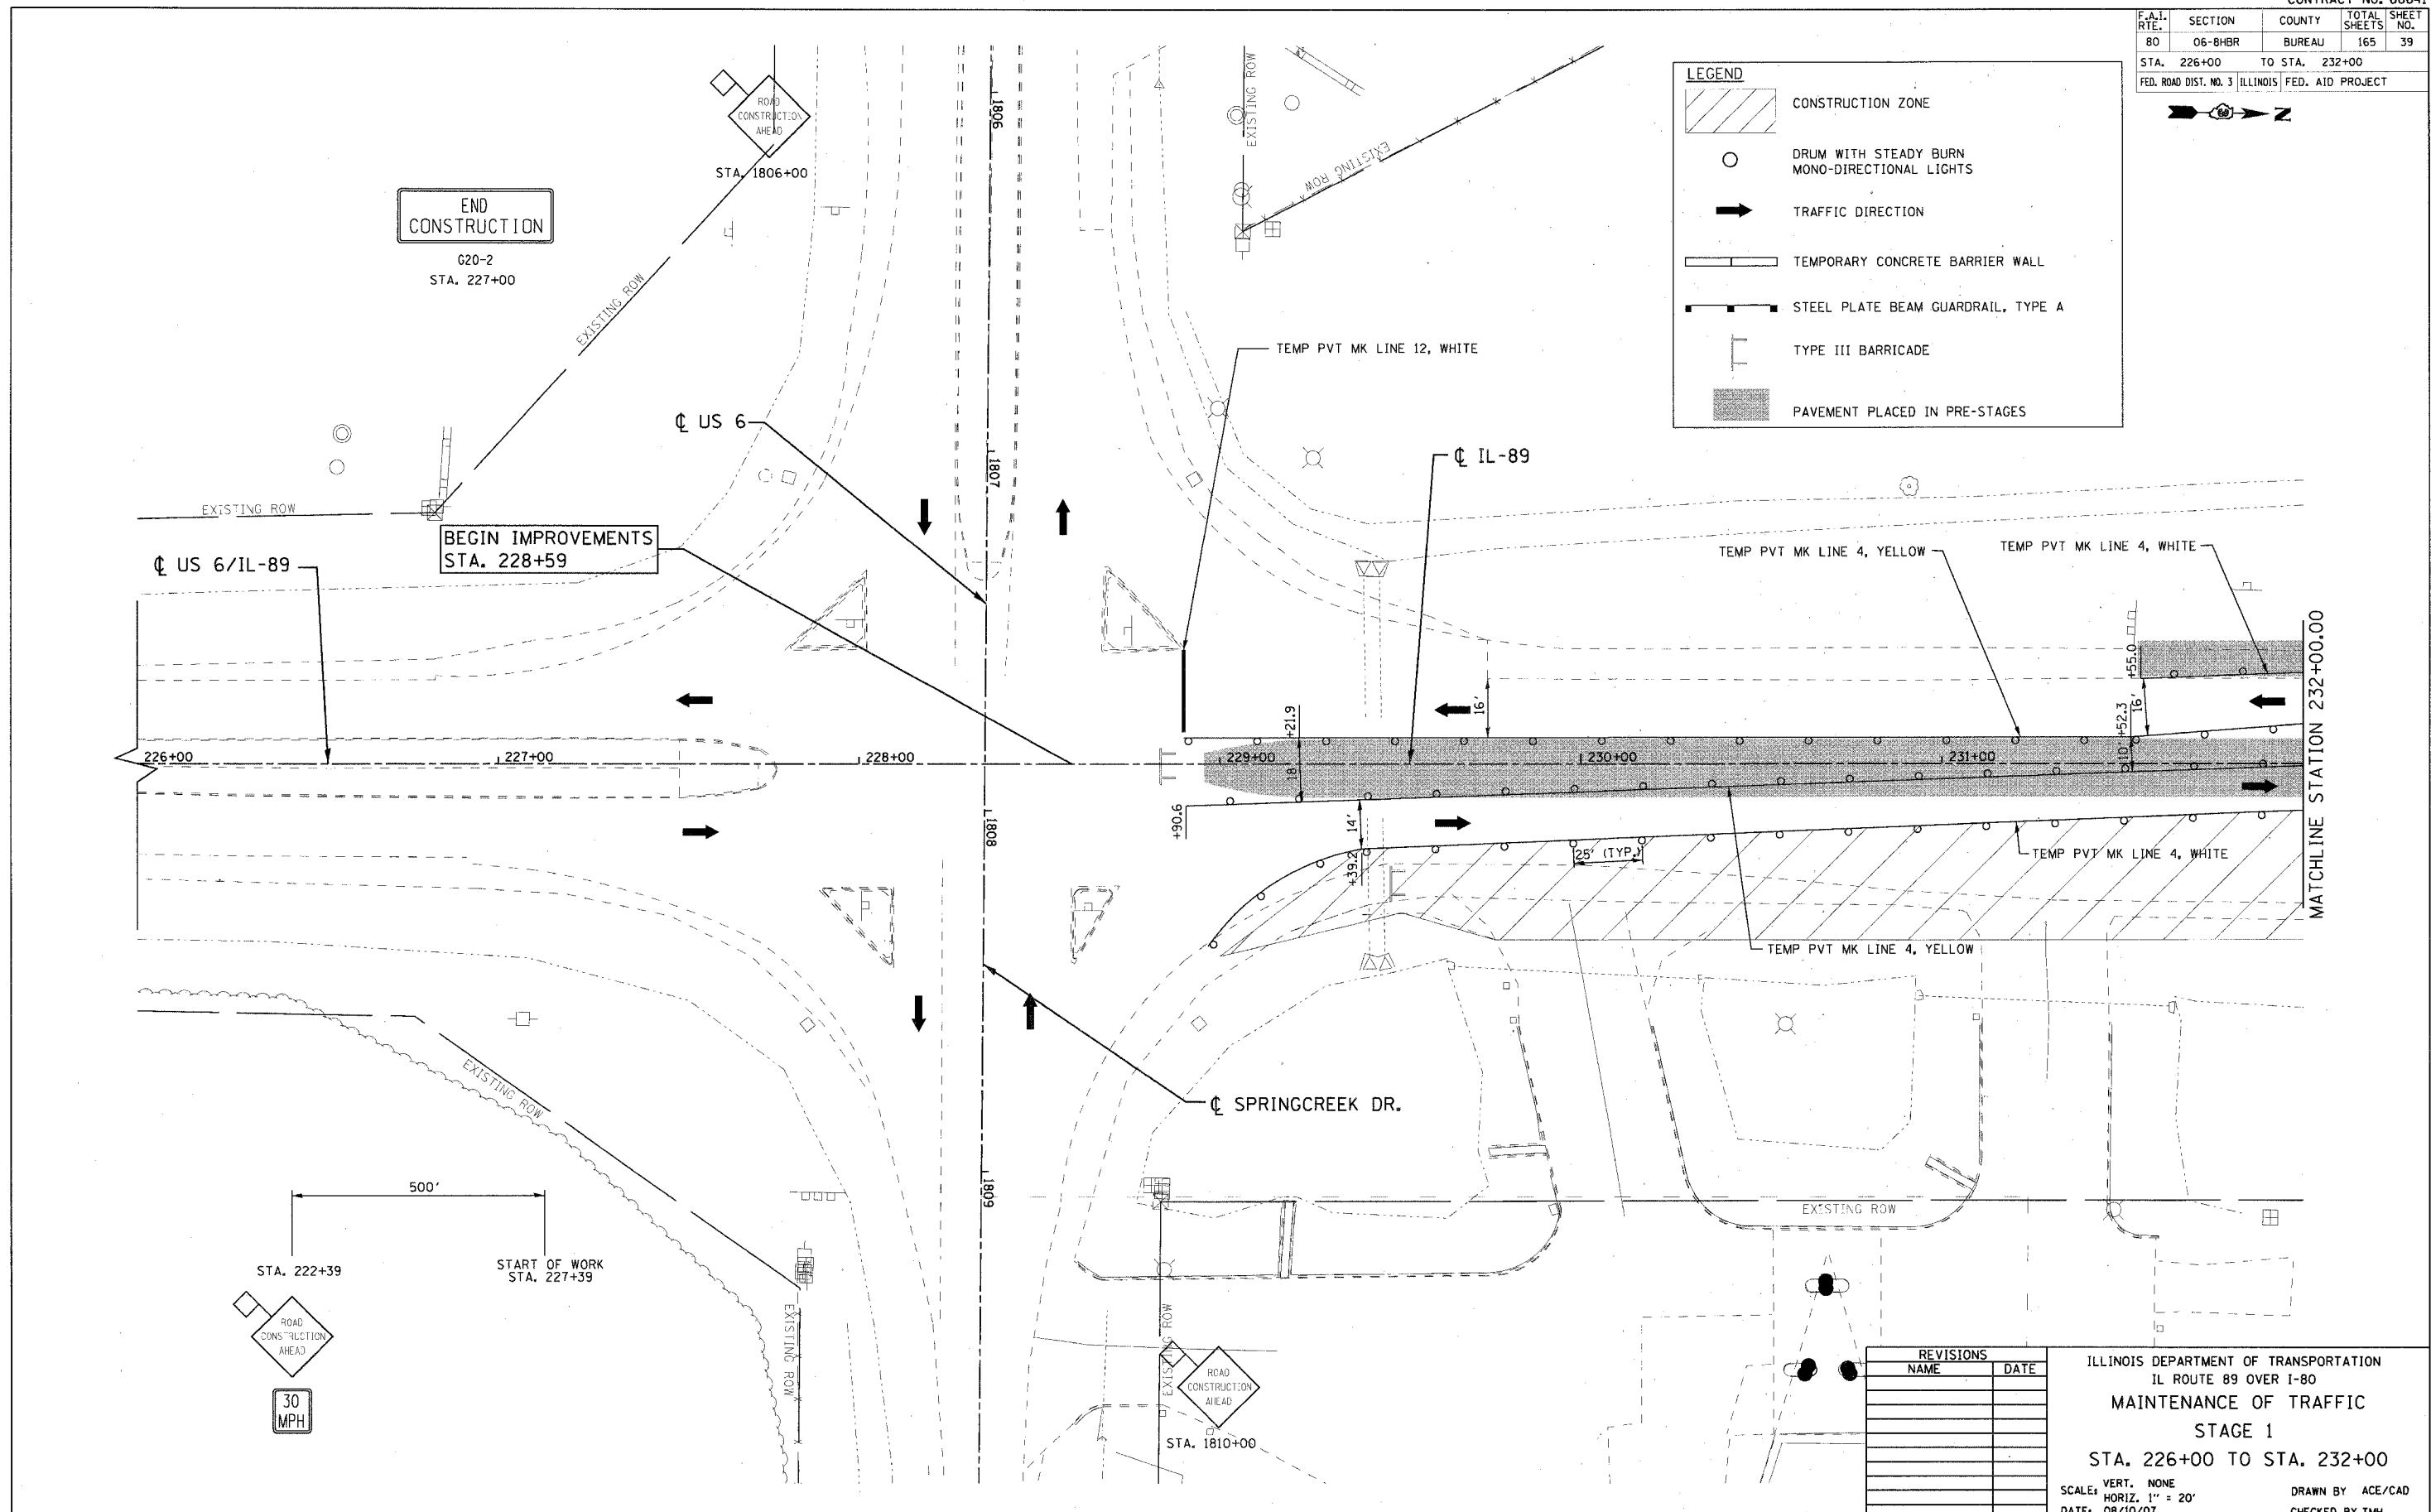 F.A.I. RTE. SECTION COUNTY TOTAL SHEETS SHEET NO.
80 06-8HBR BUREAU 165 39
STA. 226+00 TO STA. 232+00
FED. ROAD DIST. NO. 3 ILLINOIS FED. AID PROJECT
N
LEGEND
CONSTRUCTION ZONE
DRUM WITH STEADY BURN
MONO-DIRECTIONAL LIGHTS
TRAFFIC DIRECTION
TEMPORARY CONCRETE BARRIER WALL
STEEL PLATE BEAM GUARDRAIL, TYPE A
TYPE III BARRICADE
PAVEMENT PLACED IN PRE-STAGES
ROAD
CONSTRUCTION
AHEAD
STA. 1806+00
END
CONSTRUCTION
G20-2
STA. 227+00
EXISTING ROW
EXISTING ROW
EXISTING ROW
EXISTING ROW
1806
1807
1808
1809
TEMP PVT MK LINE 12, WHITE
℄ US 6
℄ IL-89
BEGIN IMPROVEMENTS
STA. 228+59
℄ US 6/IL-89
TEMP PVT MK LINE 4, YELLOW
TEMP PVT MK LINE 4, WHITE
+55.0
16'
16'
+21.9
18'
+52.3
10'
226+00
227+00
228+00
229+00
230+00
231+00
MATCHLINE STATION 232+00.00
+90.6
14'
+39.2
25' (TYP.)
TEMP PVT MK LINE 4, WHITE
TEMP PVT MK LINE 4, YELLOW
℄ SPRINGCREEK DR.
EXISTING ROW
EXISTING ROW
EXISTING ROW
EXISTING ROW
500'
STA. 222+39
START OF WORK
STA. 227+39
ROAD
CONSTRUCTION
AHEAD
30
MPH
ROAD
CONSTRUCTION
AHEAD
STA. 1810+00
REVISIONS
NAME DATE
ILLINOIS DEPARTMENT OF TRANSPORTATION
IL ROUTE 89 OVER I-80
MAINTENANCE OF TRAFFIC
STAGE 1
STA. 226+00 TO STA. 232+00
SCALE: VERT. NONE
HORIZ. 1" = 20'
DRAWN BY ACE/CAD
DATE: 08/10/07
CHECKED BY TMH